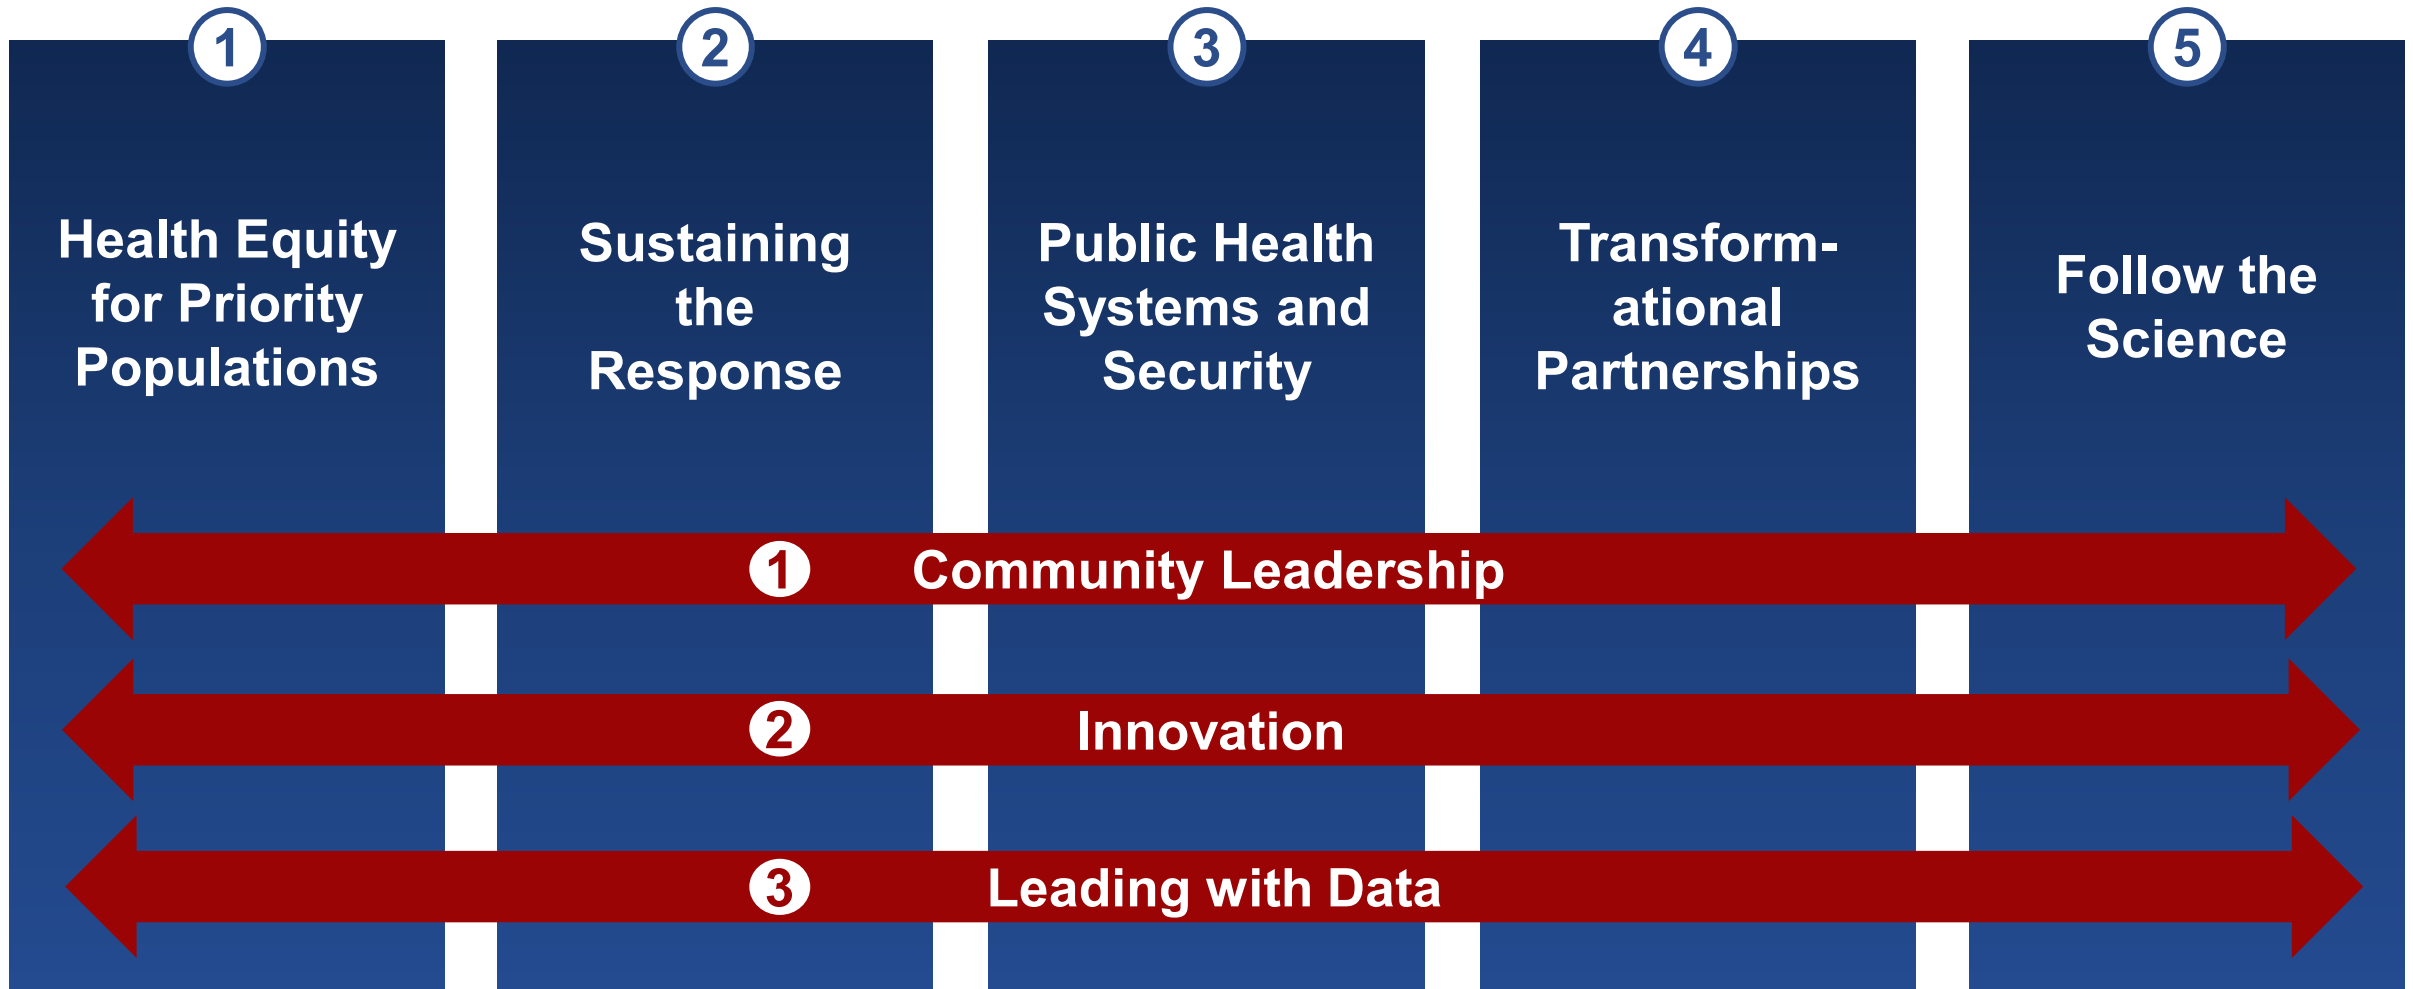 1
Health Equity
for Priority
Populations
2
Sustaining
the
Response
3
Public Health
Systems and
Security
4
Transform-
ational
Partnerships
5
Follow the
Science
1 Community Leadership
2 Innovation
3 Leading with Data